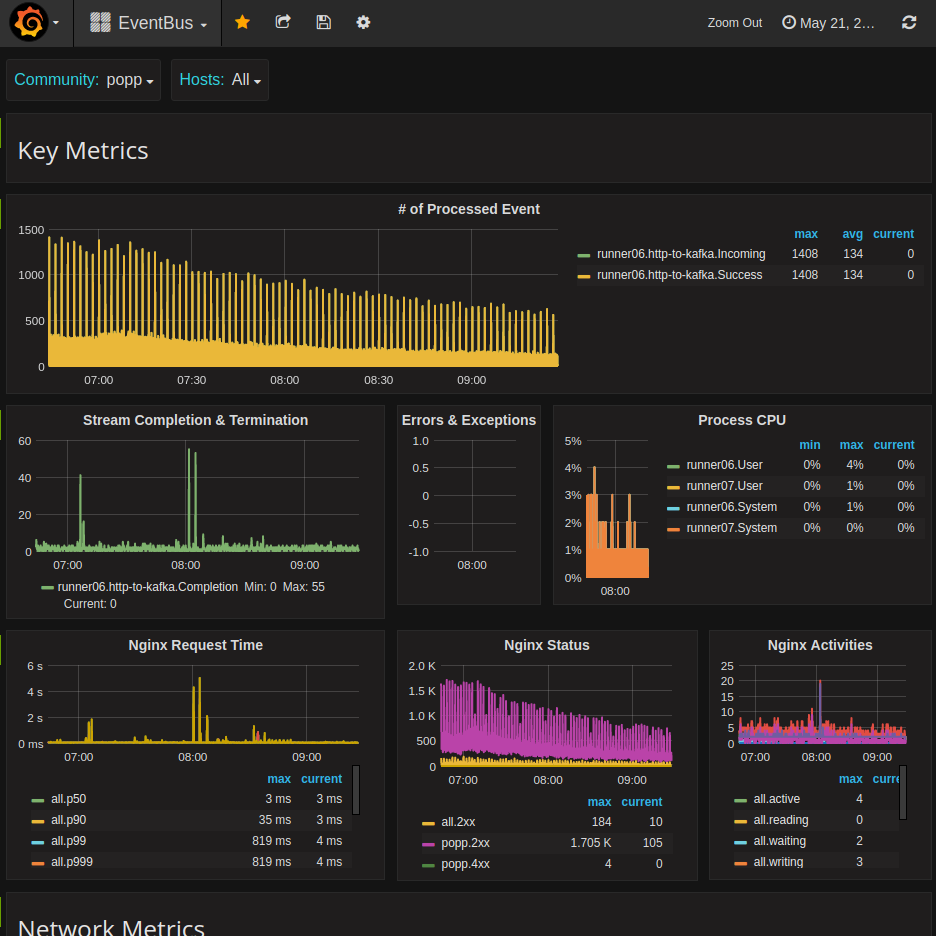 EventBus
Zoom Out
May 21, 2...
Community: popp
Hosts: All
Key Metrics
# of Processed Event
1500
1000
500
0
07:00 07:30 08:00 08:30 09:00
max avg current
runner06.http-to-kafka.Incoming 1408 134 0
runner06.http-to-kafka.Success 1408 134 0
Stream Completion & Termination
60
40
20
0
07:00 08:00 09:00
runner06.http-to-kafka.Completion Min: 0 Max: 55
Current: 0
Errors & Exceptions
1.0
0.5
0
-0.5
-1.0
08:00
Process CPU
5%
4%
3%
2%
1%
0%
08:00
min max current
runner06.User 0% 4% 0%
runner07.User 0% 1% 0%
runner06.System 0% 1% 0%
runner07.System 0% 0% 0%
Nginx Request Time
6 s
4 s
2 s
0 ms
07:00 08:00 09:00
max current
all.p50 3 ms 3 ms
all.p90 35 ms 3 ms
all.p99 819 ms 4 ms
all.p999 819 ms 4 ms
Nginx Status
2.0 K
1.5 K
1.0 K
500
0
07:00 08:00 09:00
max current
all.2xx 184 10
popp.2xx 1.705 K 105
popp.4xx 4 0
Nginx Activities
25
20
15
10
5
0
07:00 08:00 09:00
max curre
all.active 4
all.reading 0
all.waiting 2
all.writing 3
Network Metrics